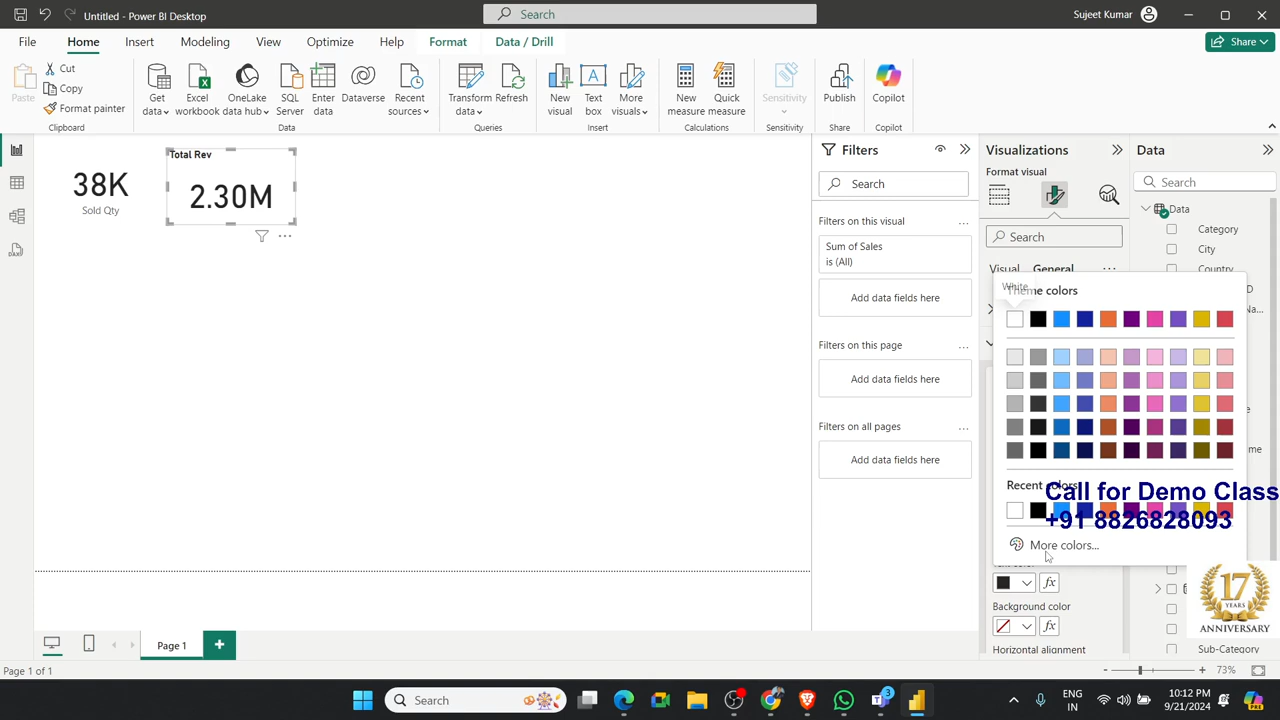 Untitled - Power BI Desktop
Search
Sujeet Kumar
File
Home
Insert
Modeling
View
Optimize
Help
Format
Data / Drill
Share
Paste
Cut
Copy
Format painter
Clipboard
Get data
Excel workbook
OneLake data hub
SQL Server
Enter data
Dataverse
Recent sources
Data
Transform data
Refresh
Queries
New visual
Text box
More visuals
Insert
New measure
Quick measure
Calculations
Sensitivity
Sensitivity
Publish
Share
Copilot
Copilot
38K
Sold Qty
Total Rev
2.30M
Filters
Search
Filters on this visual
Sum of Sales
is (All)
Add data fields here
Filters on this page
Add data fields here
Filters on all pages
Add data fields here
Visualizations
Format visual
Search
Visual
General
White
Theme colors
Recent colors
More colors...
fx
Background color
fx
Horizontal alignment
Data
Search
Data
Category
City
Country
Sub-Category
Call for Demo Class
+91 8826828093
17
YEARS
ANNIVERSARY
Page 1
Page 1 of 1
73%
Search
3
ENG
IN
10:12 PM
9/21/2024